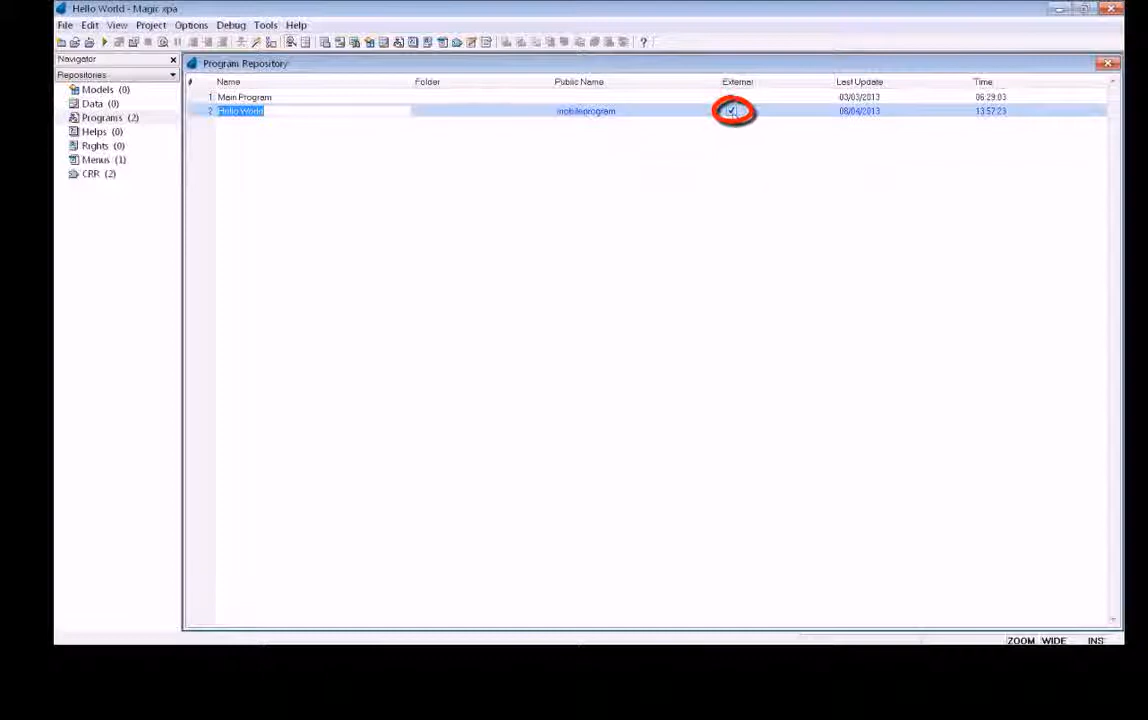 Hello World - Magic xpa
File Edit View Project Options Debug Tools Help
Navigator
Repositories
Models (0)
Data (0)
Programs (2)
Helps (0)
Rights (0)
Menus (1)
CRR (2)
Program Repository
# Name Folder Public Name External Last Update Time
1 Main Program 03/03/2013 06:29:03
2 Hello World mobileprogram 08/04/2013 13:57:23
ZOOM WIDE INS